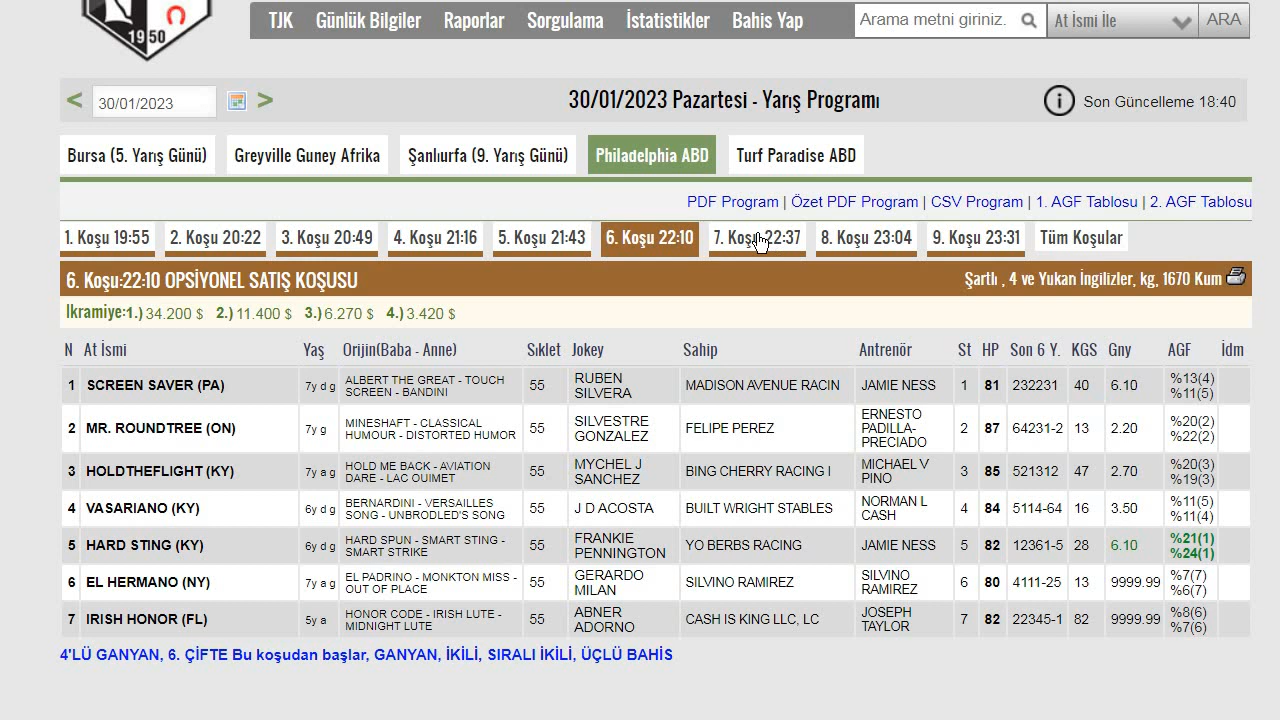 1950
TJK Günlük Bilgiler Raporlar Sorgulama İstatistikler Bahis Yap Arama metni giriniz. At İsmi İle ARA
< 30/01/2023 > 30/01/2023 Pazartesi - Yarış Programı Son Güncelleme 18:40
Bursa (5. Yarış Günü) Greyville Guney Afrika Şanlıurfa (9. Yarış Günü) Philadelphia ABD Turf Paradise ABD
PDF Program | Özet PDF Program | CSV Program | 1. AGF Tablosu | 2. AGF Tablosu
1. Koşu 19:55 2. Koşu 20:22 3. Koşu 20:49 4. Koşu 21:16 5. Koşu 21:43 6. Koşu 22:10 7. Koşu 22:37 8. Koşu 23:04 9. Koşu 23:31 Tüm Koşular
6. Koşu:22:10 OPSİYONEL SATIŞ KOŞUSU Şartlı , 4 ve Yukarı İngilizler, kg, 1670 Kum
Ikramiye:1.) 34.200 $ 2.) 11.400 $ 3.) 6.270 $ 4.) 3.420 $
N At İsmi Yaş Orijin(Baba - Anne) Sıklet Jokey Sahip Antrenör St HP Son 6 Y. KGS Gny AGF İdm
1 SCREEN SAVER (PA) 7y d g ALBERT THE GREAT - TOUCH SCREEN - BANDINI 55 RUBEN SILVERA MADISON AVENUE RACIN JAMIE NESS 1 81 232231 40 6.10 %13(4) %11(5)
2 MR. ROUNDTREE (ON) 7y g MINESHAFT - CLASSICAL HUMOUR - DISTORTED HUMOR 55 SILVESTRE GONZALEZ FELIPE PEREZ ERNESTO PADILLA-PRECIADO 2 87 64231-2 13 2.20 %20(2) %22(2)
3 HOLDTHEFLIGHT (KY) 7y a g HOLD ME BACK - AVIATION DARE - LAC OUIMET 55 MYCHEL J SANCHEZ BING CHERRY RACING I MICHAEL V PINO 3 85 521312 47 2.70 %20(3) %19(3)
4 VASARIANO (KY) 6y d g BERNARDINI - VERSAILLES SONG - UNBRODLED'S SONG 55 J D ACOSTA BUILT WRIGHT STABLES NORMAN L CASH 4 84 5114-64 16 3.50 %11(5) %11(4)
5 HARD STING (KY) 6y d g HARD SPUN - SMART STING - SMART STRIKE 55 FRANKIE PENNINGTON YO BERBS RACING JAMIE NESS 5 82 12361-5 28 6.10 %21(1) %24(1)
6 EL HERMANO (NY) 7y a g EL PADRINO - MONKTON MISS - OUT OF PLACE 55 GERARDO MILAN SILVINO RAMIREZ SILVINO RAMIREZ 6 80 4111-25 13 9999.99 %7(7) %6(7)
7 IRISH HONOR (FL) 5y a HONOR CODE - IRISH LUTE - MIDNIGHT LUTE 55 ABNER ADORNO CASH IS KING LLC, LC JOSEPH TAYLOR 7 82 22345-1 82 9999.99 %8(6) %7(6)
4'LÜ GANYAN, 6. ÇİFTE Bu koşudan başlar, GANYAN, İKİLİ, SIRALI İKİLİ, ÜÇLÜ BAHİS